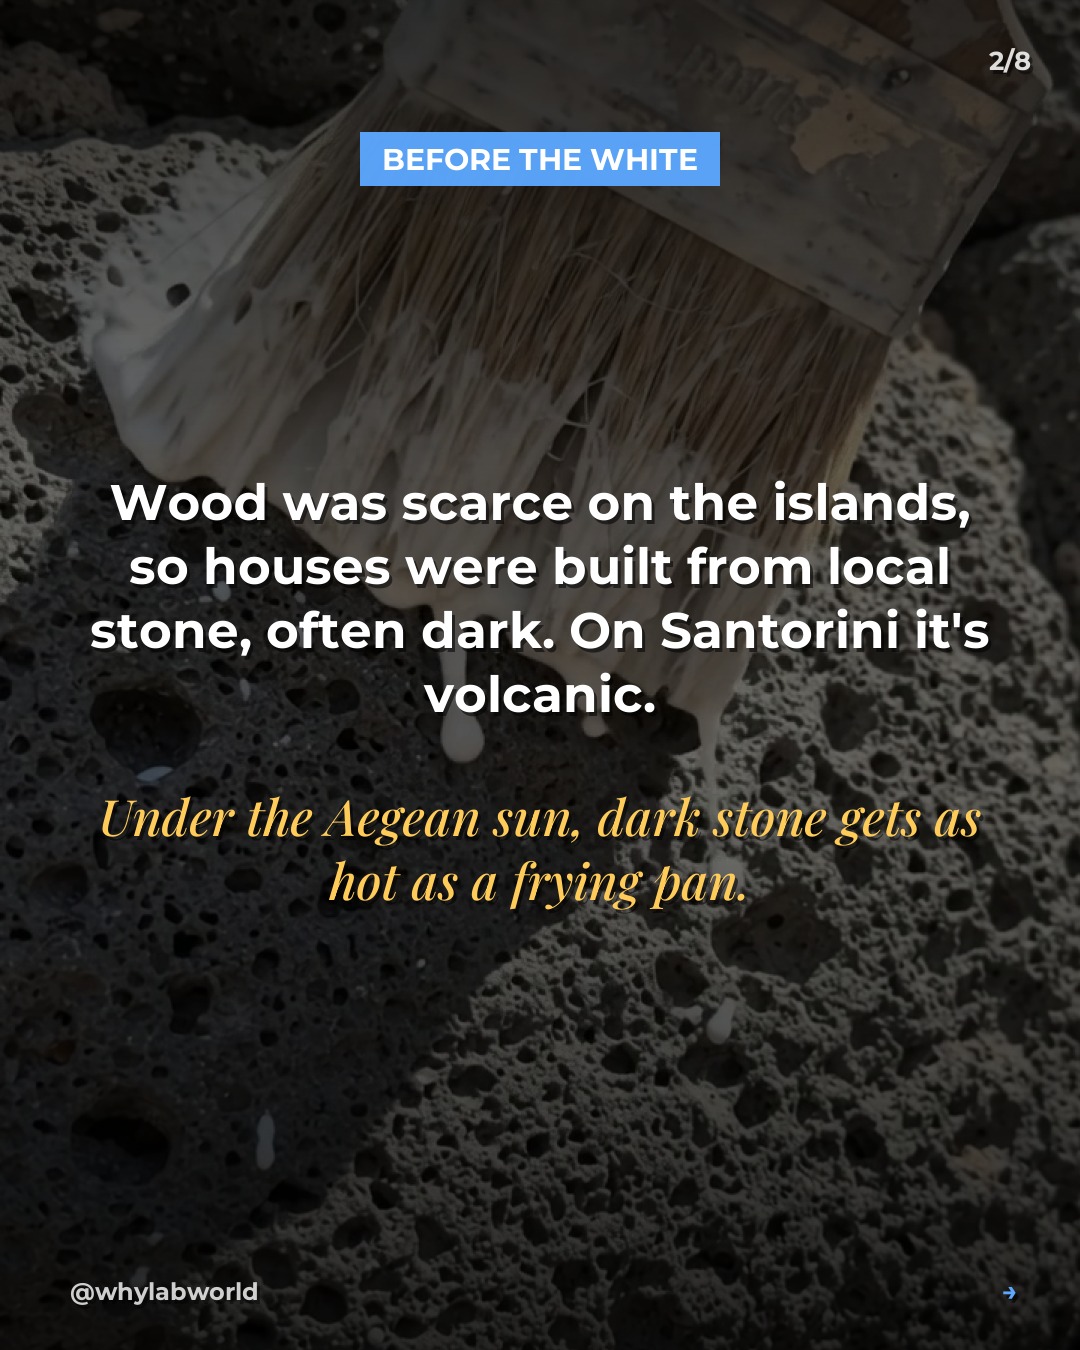 2/8
BEFORE THE WHITE
Wood was scarce on the islands,
so houses were built from local
stone, often dark. On Santorini it's
volcanic.
Under the Aegean sun, dark stone gets as
hot as a frying pan.
@whylabworld
→